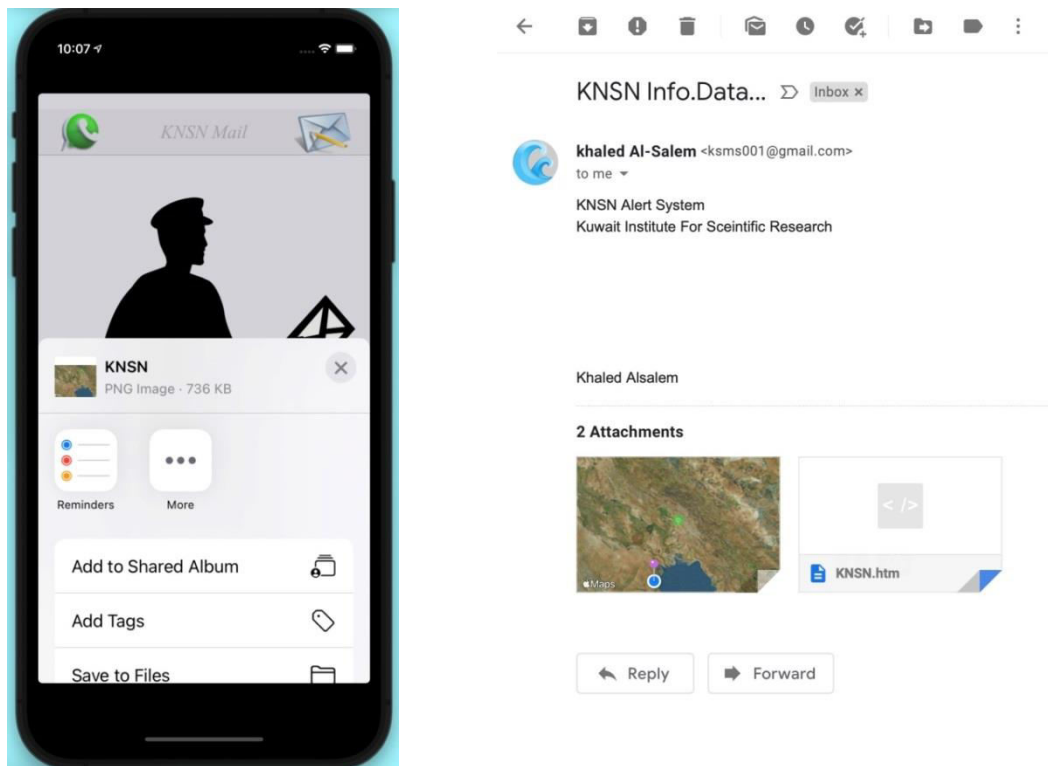 10:07
KNSN Mail
KNSN
PNG Image · 736 KB
Reminders
More
Add to Shared Album
Add Tags
Save to Files
KNSN Info.Data...
Inbox ×
khaled Al-Salem <ksms001@gmail.com>
to me
KNSN Alert System
Kuwait Institute For Sceintific Research
Khaled Alsalem
2 Attachments
Maps
</>
KNSN.htm
Reply
Forward